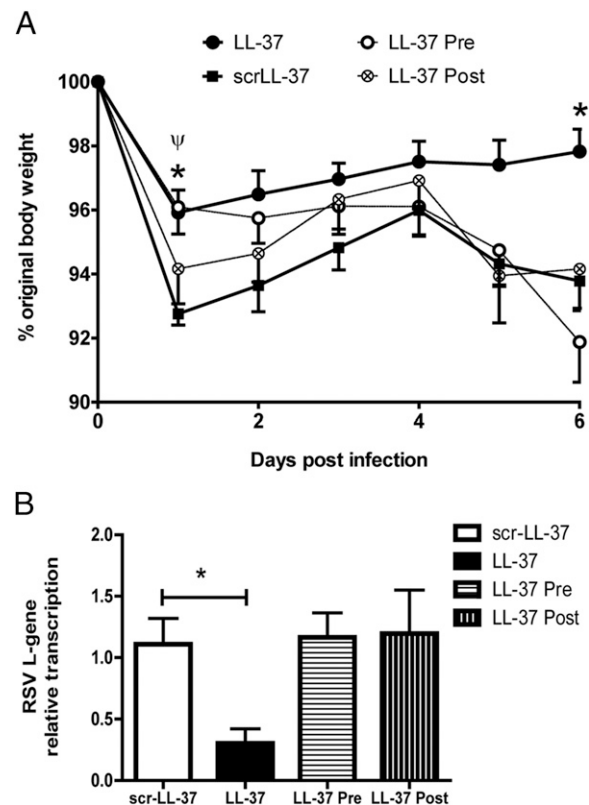 A
LL-37
LL-37 Pre
scrLL-37
LL-37 Post
100
98
96
94
92
90
ψ
*
*
% original body weight
0
2
4
6
Days post infection
B
scr-LL-37
LL-37
LL-37 Pre
LL-37 Post
2.0
1.5
1.0
0.5
0.0
*
RSV L-gene
relative transcription
scr-LL-37
LL-37
LL-37 Pre
LL-37 Post